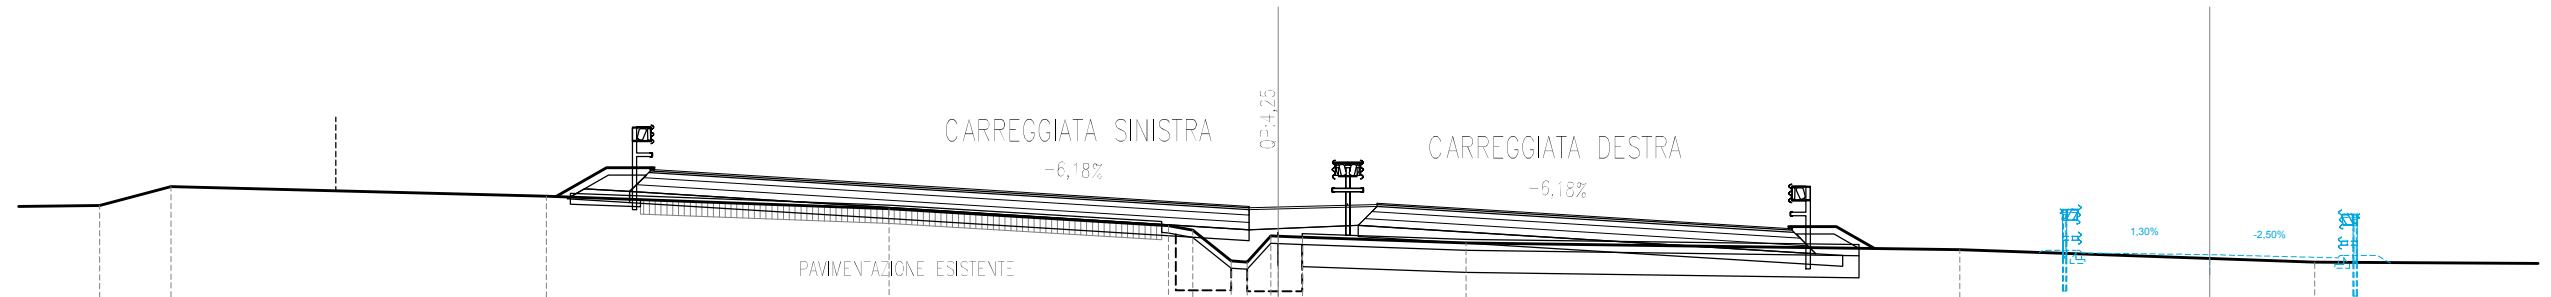 CARREGGIATA SINISTRA
-6,18%
QP:4,25
CARREGGIATA DESTRA
-6,18%
1,30%
-2,50%
PAVIMENTAZIONE ESISTENTE